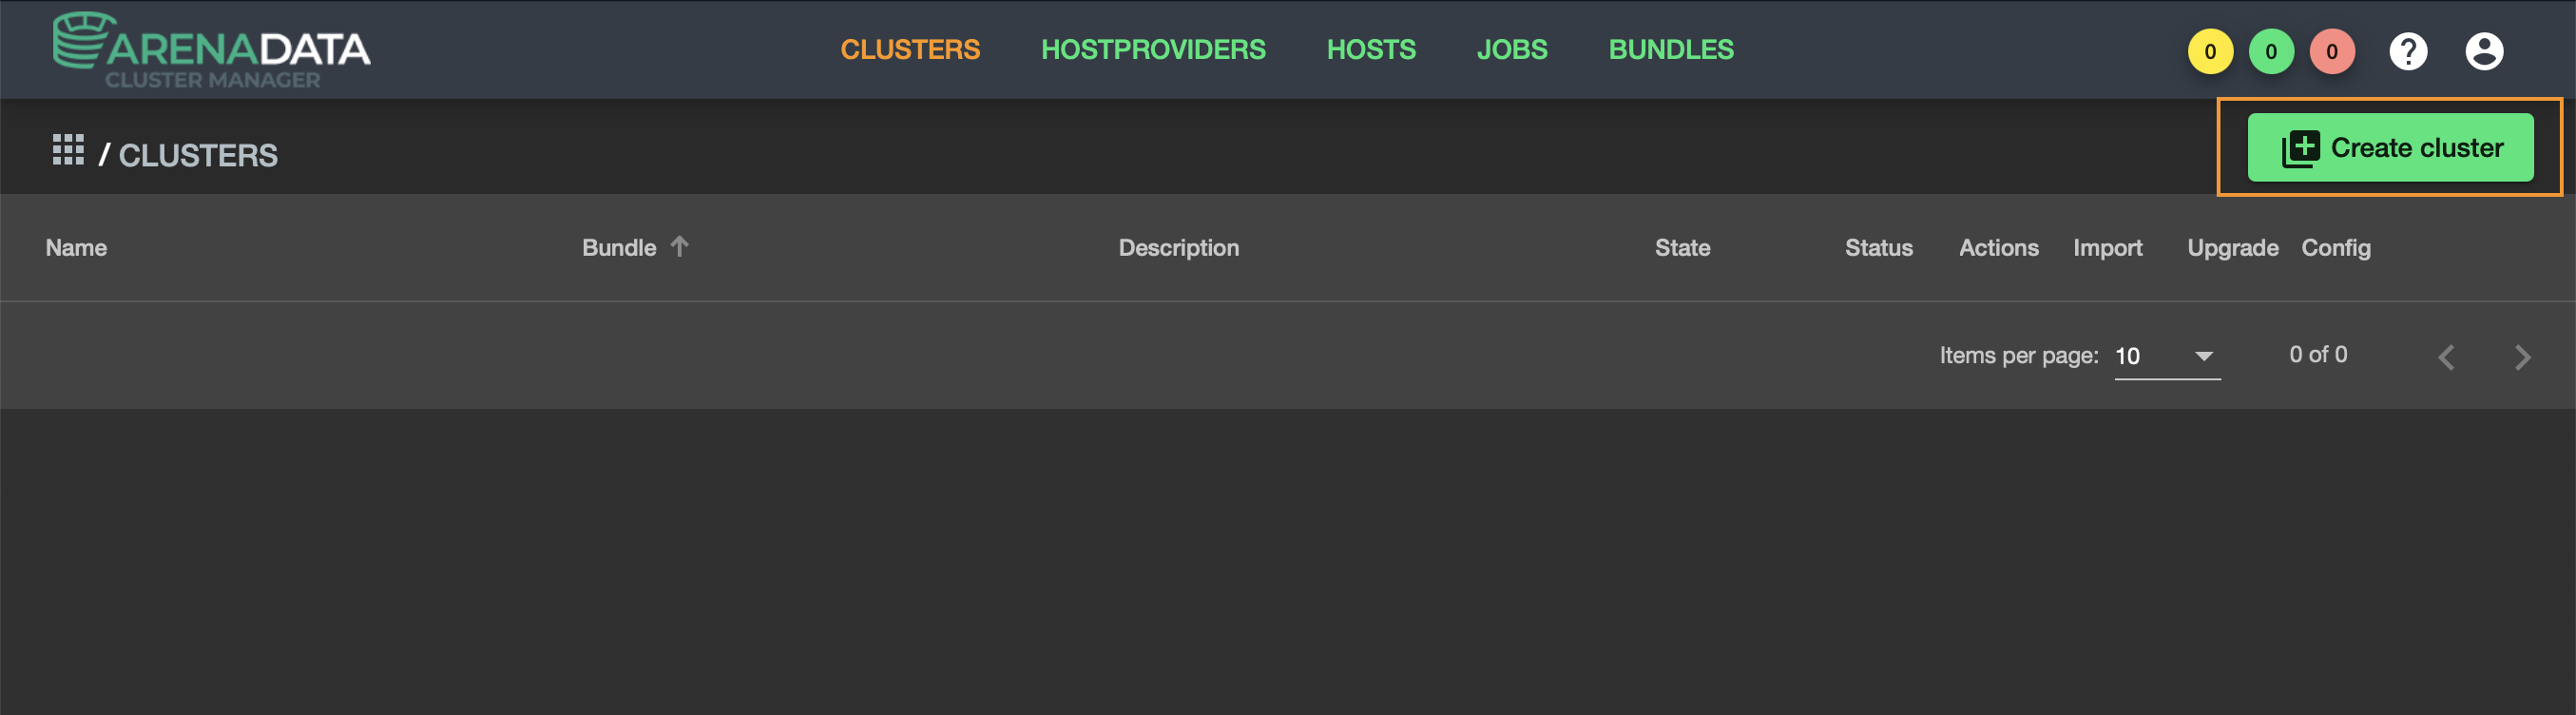 ARENADATA
CLUSTER MANAGER
CLUSTERS HOSTPROVIDERS HOSTS JOBS BUNDLES 0 0 0 ?
/ CLUSTERS Create cluster
Name Bundle Description State Status Actions Import Upgrade Config
Items per page: 10 0 of 0